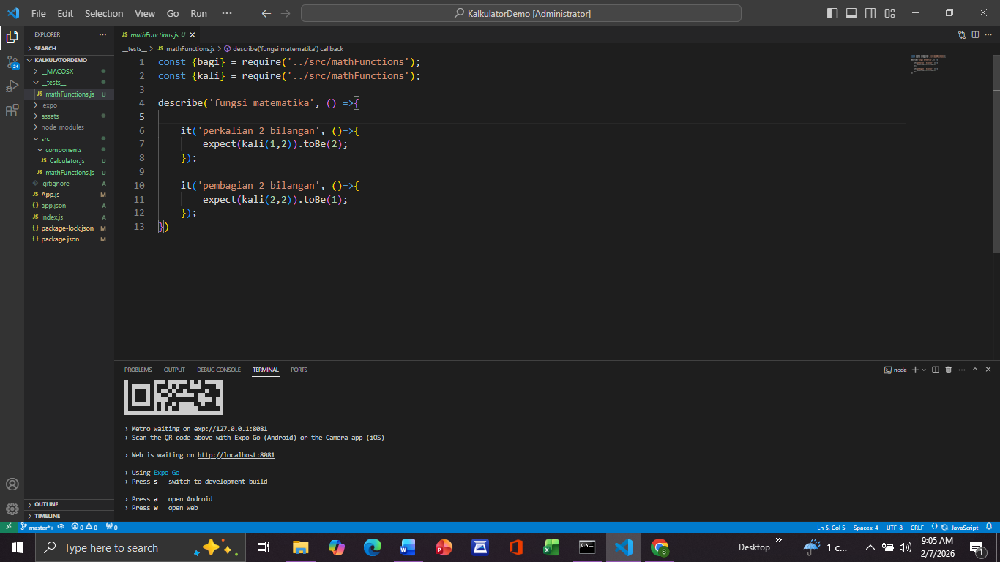 File Edit Selection View Go Run ···
KalkulatorDemo [Administrator]
EXPLORER ···
SEARCH
KALKULATORDEMO
__MACOSX
__tests__
JS mathFunctions.js U
.expo
assets
node_modules
src
components
JS Calculator.js U
JS mathFunctions.js U
.gitignore A
JS App.js M
{} app.json A
JS index.js A
{} package-lock.json M
{} package.json M
OUTLINE
TIMELINE
24
JS mathFunctions.js U
__tests__ > JS mathFunctions.js > describe('fungsi matematika') callback
1 const {bagi} = require('../src/mathFunctions');
2 const {kali} = require('../src/mathFunctions');
3
4 describe('fungsi matematika', () =>{
5
6 it('perkalian 2 bilangan', ()=>{
7 expect(kali(1,2)).toBe(2);
8 });
9
10 it('pembagian 2 bilangan', ()=>{
11 expect(kali(2,2)).toBe(1);
12 });
13 })
PROBLEMS OUTPUT DEBUG CONSOLE TERMINAL PORTS
node
› Metro waiting on exp://127.0.0.1:8081
› Scan the QR code above with Expo Go (Android) or the Camera app (iOS)
› Web is waiting on http://localhost:8081
› Using Expo Go
› Press s │ switch to development build
› Press a │ open Android
› Press w │ open web
master*+ 0 0 0
Ln 5, Col 5 Spaces: 4 UTF-8 CRLF {} JavaScript
Type here to search
Desktop
1 c...
9:05 AM
2/7/2026
1